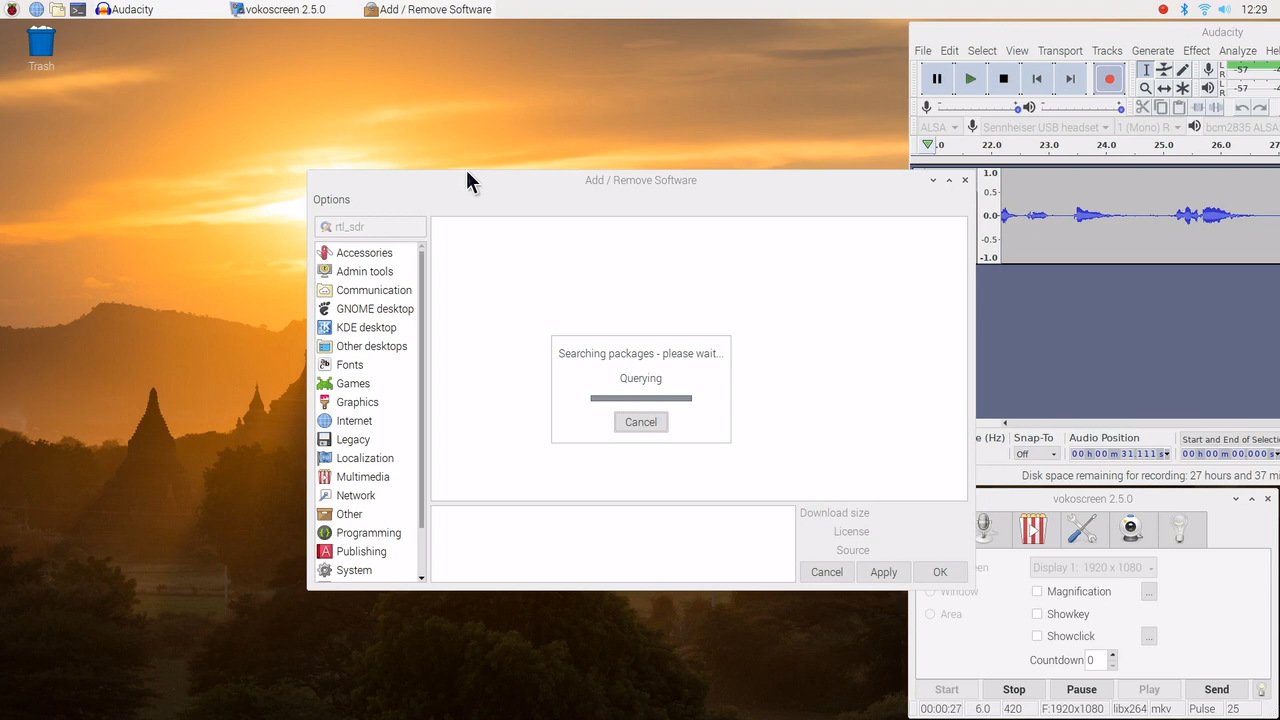 Audacity
vokoscreen 2.5.0
Add / Remove Software
12:29
Trash
Audacity
File Edit Select View Transport Tracks Generate Effect Analyze
L
R
-57
L
R
-57
ALSA
Sennheiser USB headset
1 (Mono) R
bcm2835 ALSA
.0 22.0 23.0 24.0 25.0 26.0
1.0
0.5-
0.0-
-0.5-
-1.0
Add / Remove Software
Options
rtl_sdr
Accessories
Admin tools
Communication
GNOME desktop
KDE desktop
Other desktops
Fonts
Games
Graphics
Internet
Legacy
Localization
Multimedia
Network
Other
Programming
Publishing
System
Searching packages - please wait...
Querying
Cancel
Download size
License
Source
Cancel
Apply
OK
e (Hz)
Snap-To
Audio Position
Start and End of Selecti
Off
00 h 00 m 31.111 s
00 h 00 m 00.000 s
Disk space remaining for recording: 27 hours and 37 mi
vokoscreen 2.5.0
Display 1: 1920 x 1080
Window
Magnification
...
Area
Showkey
Showclick
...
Countdown 0
Start
Stop
Pause
Play
Send
00:00:27 6.0 420 F:1920x1080 libx264 mkv Pulse 25